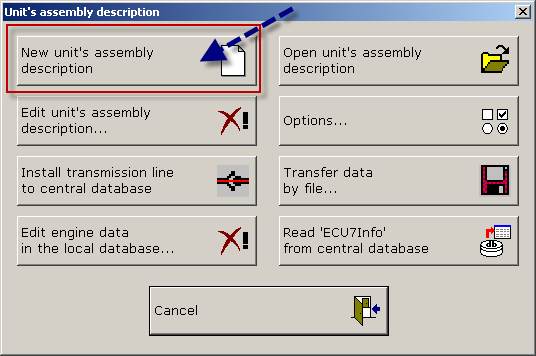 Unit's assembly description
New unit's assembly
description
Open unit's assembly
description
Edit unit's assembly
description...
Options...
Install transmission line
to central database
Transfer data
by file...
Edit engine data
in the local database...
Read 'ECU7Info'
from central database
Cancel